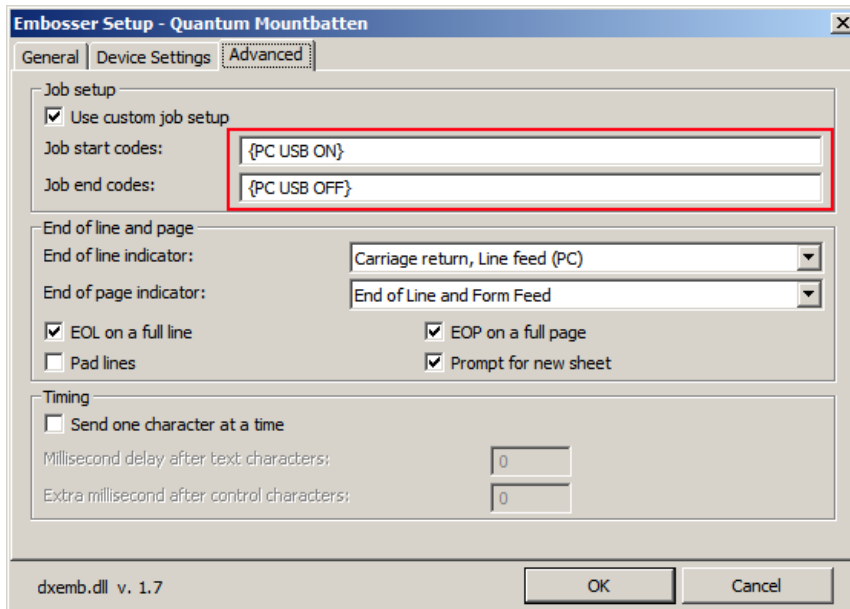 Embosser Setup - Quantum Mountbatten
General Device Settings Advanced
Job setup
Use custom job setup
Job start codes: {PC USB ON}
Job end codes: {PC USB OFF}
End of line and page
End of line indicator: Carriage return, Line feed (PC)
End of page indicator: End of Line and Form Feed
EOL on a full line EOP on a full page
Pad lines Prompt for new sheet
Timing
Send one character at a time
Millisecond delay after text characters: 0
Extra millisecond after control characters: 0
dxemb.dll v. 1.7 OK Cancel